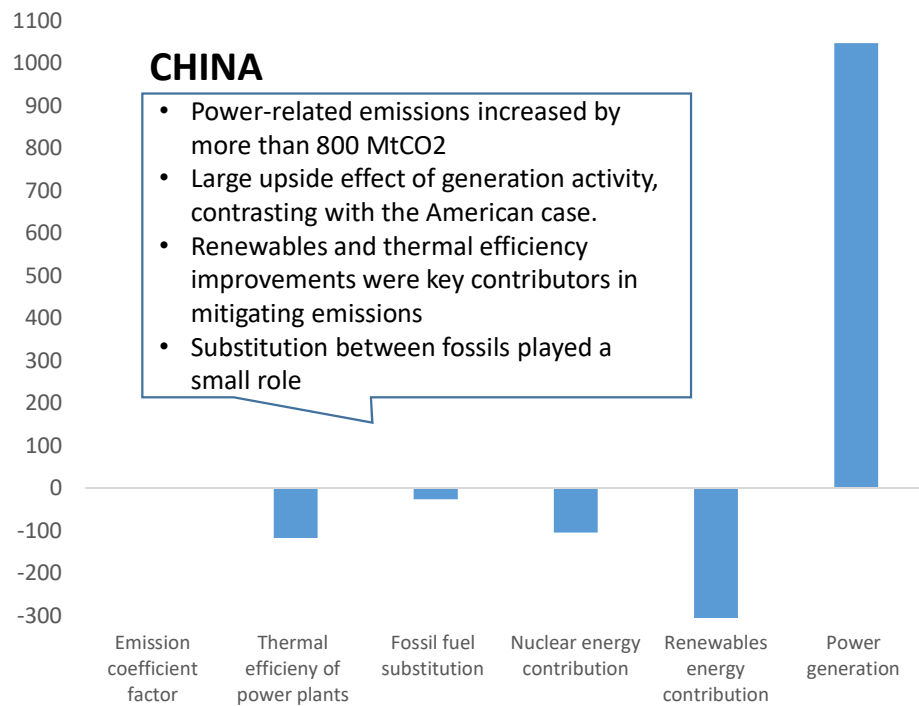 1100
1000
900
800
700
600
500
400
300
200
100
0
-100
-200
-300
CHINA
• Power-related emissions increased by
more than 800 MtCO2
• Large upside effect of generation activity,
contrasting with the American case.
• Renewables and thermal efficiency
improvements were key contributors in
mitigating emissions
• Substitution between fossils played a
small role
Emission
coefficient
factor
Thermal
efficieny of
power plants
Fossil fuel
substitution
Nuclear energy
contribution
Renewables
energy
contribution
Power
generation